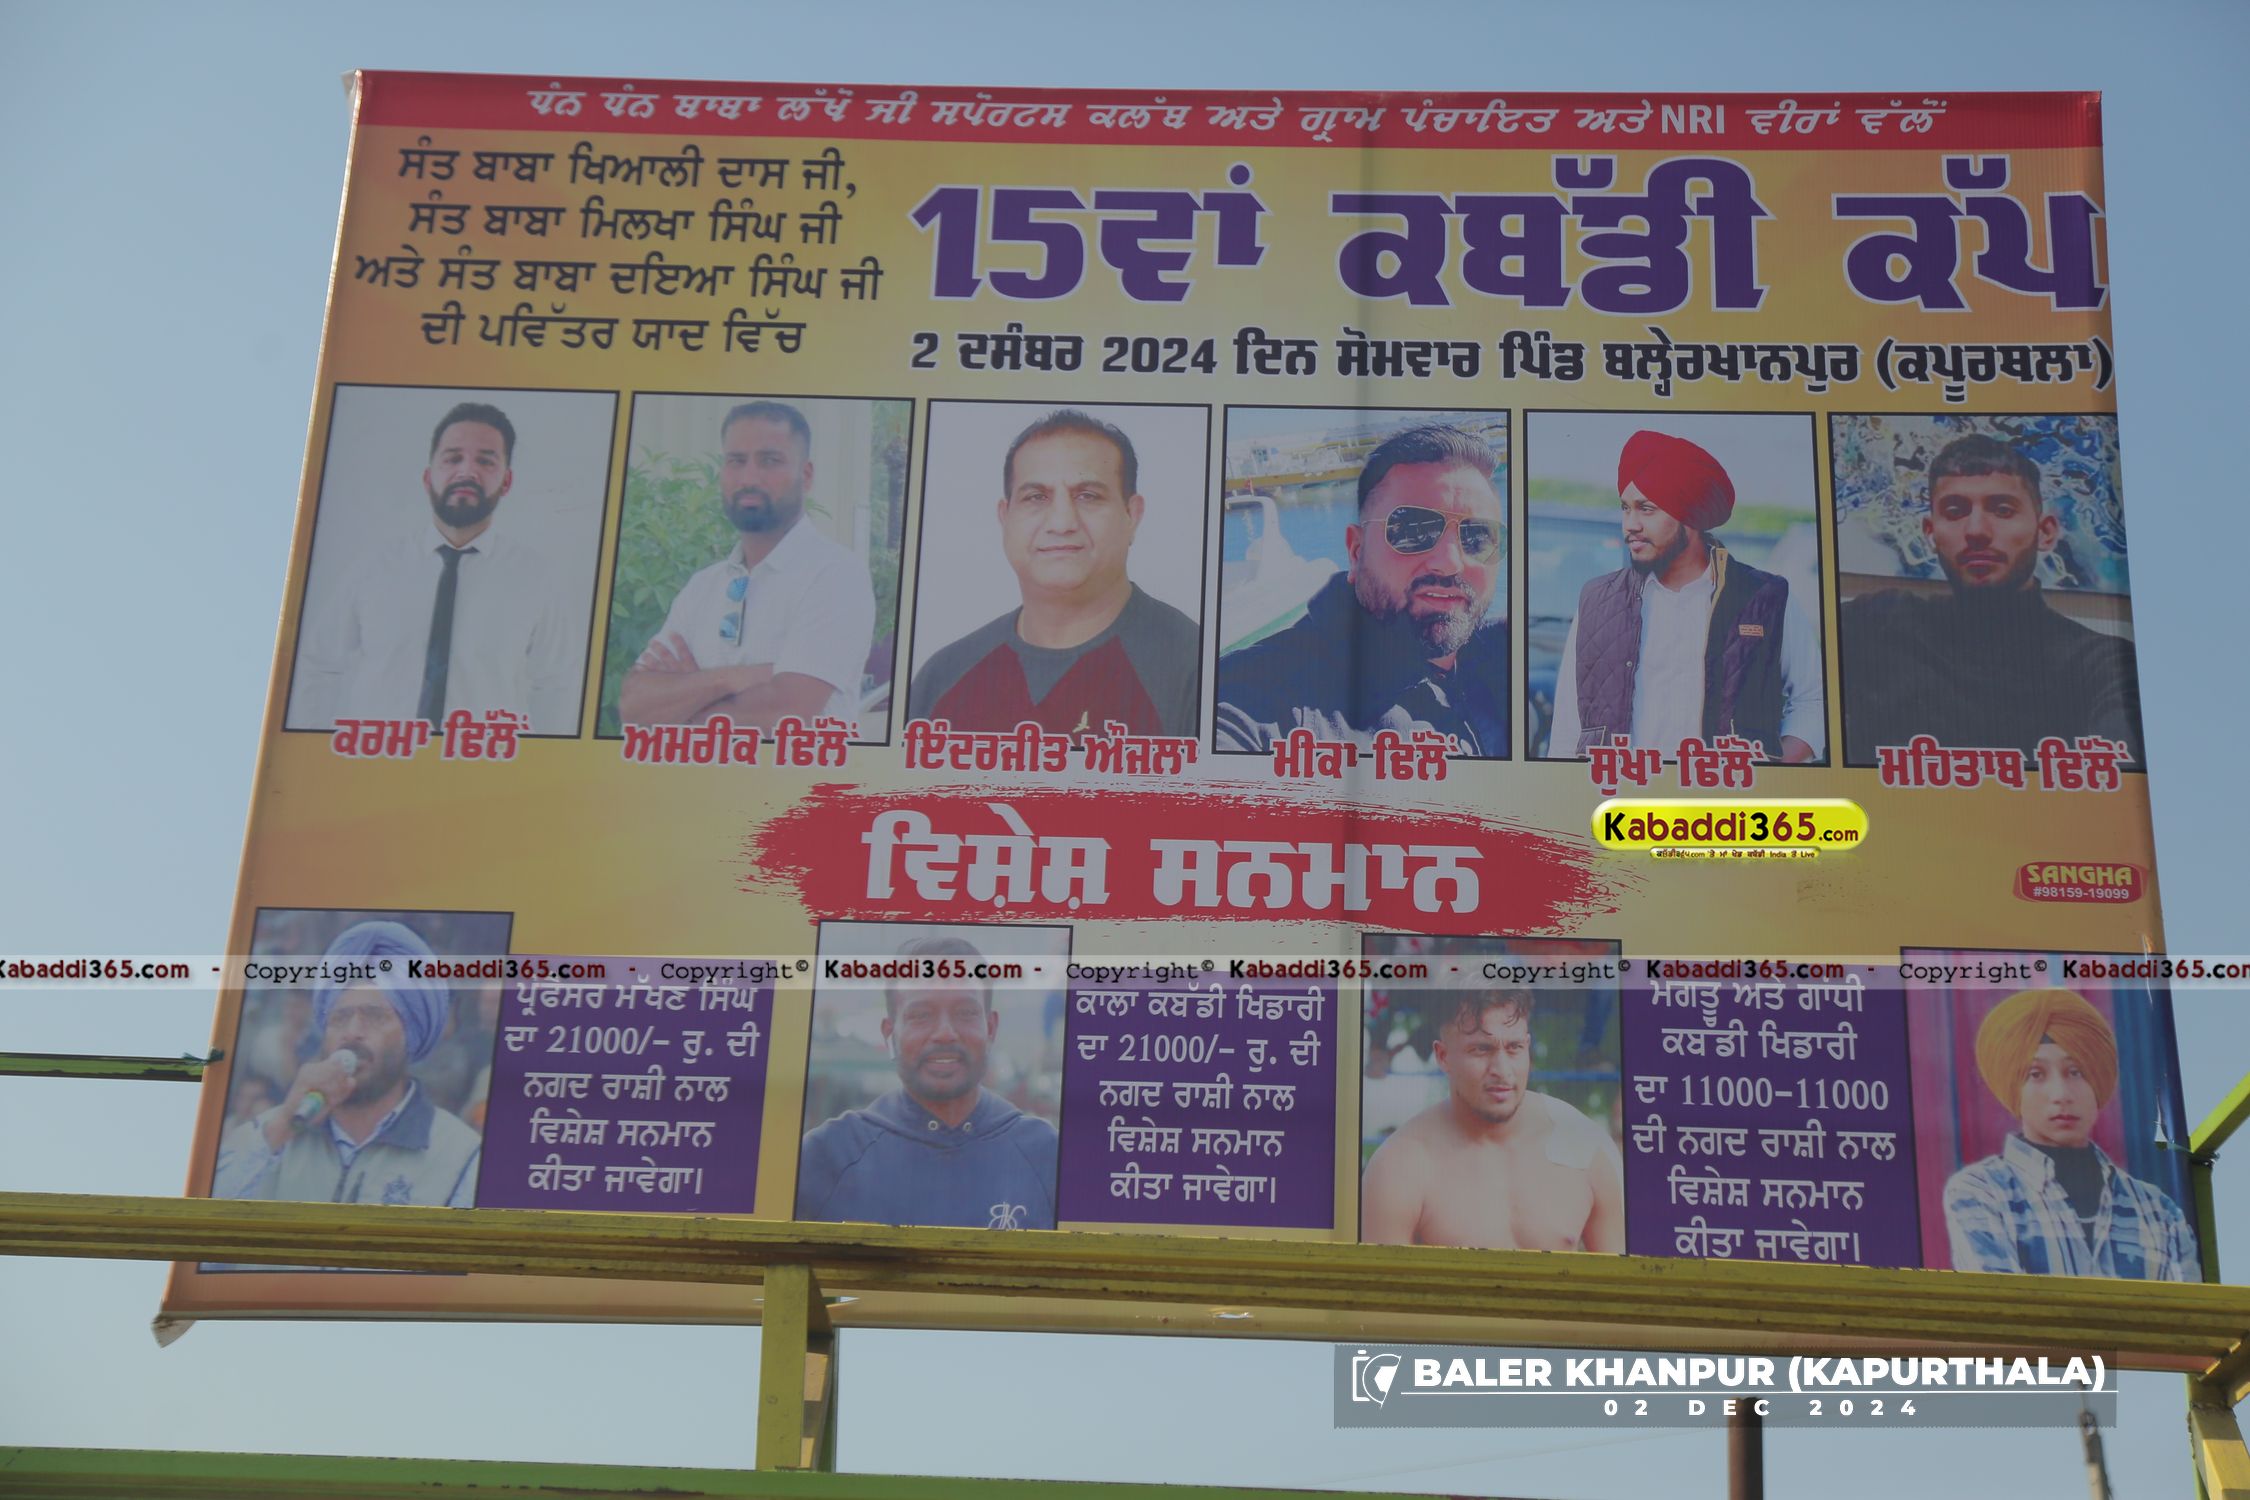 ਧੰਨ ਧੰਨ ਬਾਬਾ ਲੱਖੋ ਜੀ ਸਪੋਰਟਸ ਕਲੱਬ ਅਤੇ ਗ੍ਰਾਮ ਪੰਚਾਇਤ ਅਤੇ NRI ਵੀਰਾਂ ਵੱਲੋਂ
ਸੰਤ ਬਾਬਾ ਖਿਆਲੀ ਦਾਸ ਜੀ,
ਸੰਤ ਬਾਬਾ ਮਿਲਖਾ ਸਿੰਘ ਜੀ
ਅਤੇ ਸੰਤ ਬਾਬਾ ਦਇਆ ਸਿੰਘ ਜੀ
ਦੀ ਪਵਿੱਤਰ ਯਾਦ ਵਿੱਚ
15ਵਾਂ ਕਬੱਡੀ ਕੱਪ
2 ਦਸੰਬਰ 2024 ਦਿਨ ਸੋਮਵਾਰ ਪਿੰਡ ਬਲ੍ਹੇਰਖਾਨਪੁਰ (ਕਪੂਰਥਲਾ)
ਕਰਮਾ ਢਿੱਲੋਂ
ਅਮਰੀਕ ਢਿੱਲੋਂ
ਇੰਦਰਜੀਤ ਔਜਲਾ
ਮੀਕਾ ਢਿੱਲੋਂ
ਸੁੱਖਾ ਢਿੱਲੋਂ
ਮਹਿਤਾਬ ਢਿੱਲੋਂ
Kabaddi365.com
ਵਿਸ਼ੇਸ਼ ਸਨਮਾਨ
SANGHA
#98159-19099
Kabaddi365.com - Copyright© Kabaddi365.com - Copyright© Kabaddi365.com - Copyright© Kabaddi365.com - Copyright© Kabaddi365.com - Copyright© Kabaddi365.com
ਪ੍ਰੋਫੈਸਰ ਮੱਖਣ ਸਿੰਘ
ਦਾ 21000/- ਰੁ. ਦੀ
ਨਗਦ ਰਾਸ਼ੀ ਨਾਲ
ਵਿਸ਼ੇਸ਼ ਸਨਮਾਨ
ਕੀਤਾ ਜਾਵੇਗਾ।
ਕਾਲਾ ਕਬੱਡੀ ਖਿਡਾਰੀ
ਦਾ 21000/- ਰੁ. ਦੀ
ਨਗਦ ਰਾਸ਼ੀ ਨਾਲ
ਵਿਸ਼ੇਸ਼ ਸਨਮਾਨ
ਕੀਤਾ ਜਾਵੇਗਾ।
ਮੰਗਤੂ ਅਤੇ ਗਾਂਧੀ
ਕਬੱਡੀ ਖਿਡਾਰੀ
ਦਾ 11000-11000
ਦੀ ਨਗਦ ਰਾਸ਼ੀ ਨਾਲ
ਵਿਸ਼ੇਸ਼ ਸਨਮਾਨ
ਕੀਤਾ ਜਾਵੇਗਾ।
BALER KHANPUR (KAPURTHALA)
02 DEC 2024